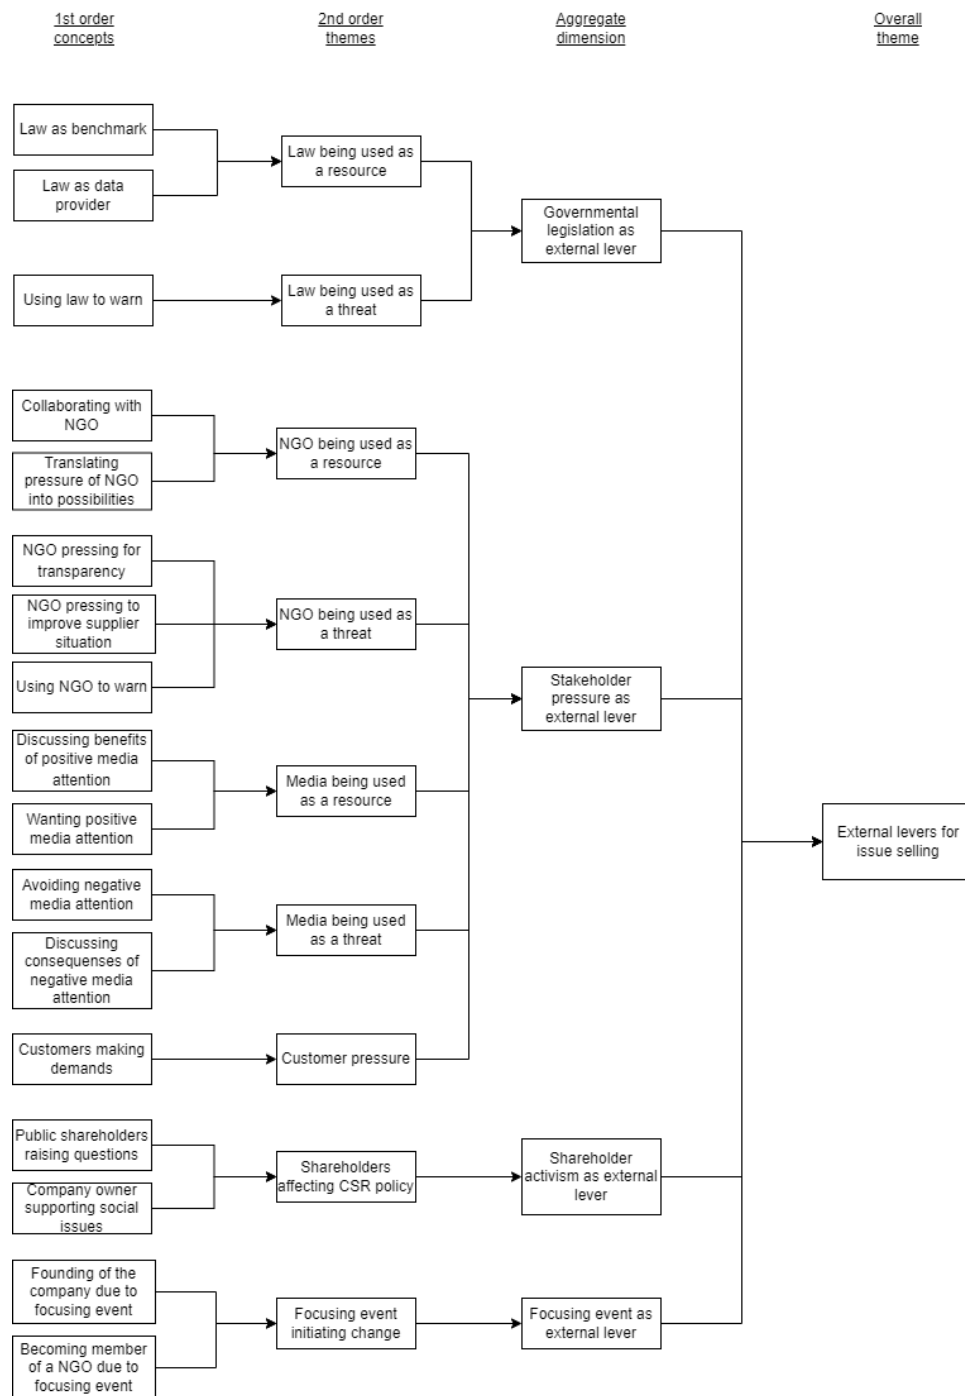 1st order
concepts
2nd order
themes
Aggregate
dimension
Overall
theme
Law as benchmark
Law as data
provider
Using law to warn
Law being used as
a resource
Law being used as
a threat
Governmental
legislation as
external lever
Collaborating with
NGO
Translating
pressure of NGO
into possibilities
NGO pressing for
transparency
NGO pressing to
improve supplier
situation
Using NGO to warn
Discussing benefits
of positive media
attention
Wanting positive
media attention
Avoiding negative
media attention
Discussing
consequenses of
negative media
attention
Customers making
demands
NGO being used as
a resource
NGO being used as
a threat
Media being used
as a resource
Media being used
as a threat
Customer pressure
Stakeholder
pressure as
external lever
Public shareholders
raising questions
Company owner
supporting social
issues
Shareholders
affecting CSR policy
Shareholder
activism as external
lever
Founding of the
company due to
focusing event
Becoming member
of a NGO due to
focusing event
Focusing event
initiating change
Focusing event as
external lever
External levers for
issue selling